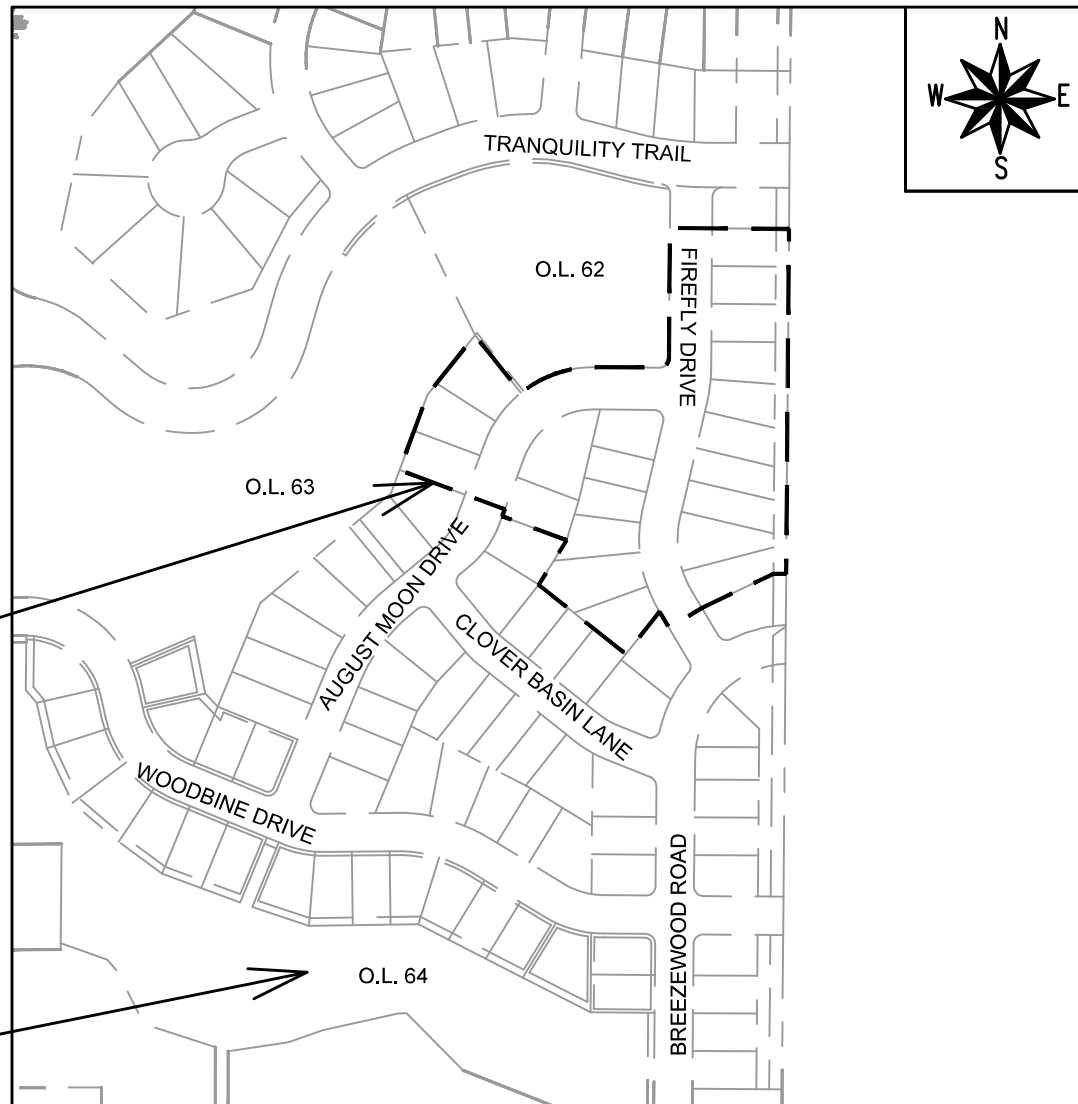 N
W E
S
TRANQUILITY TRAIL
O.L. 62
FIREFLY DRIVE
O.L. 63
AUGUST MOON DRIVE
CLOVER BASIN LANE
WOODBINE DRIVE
BREEZEWOOD ROAD
O.L. 64